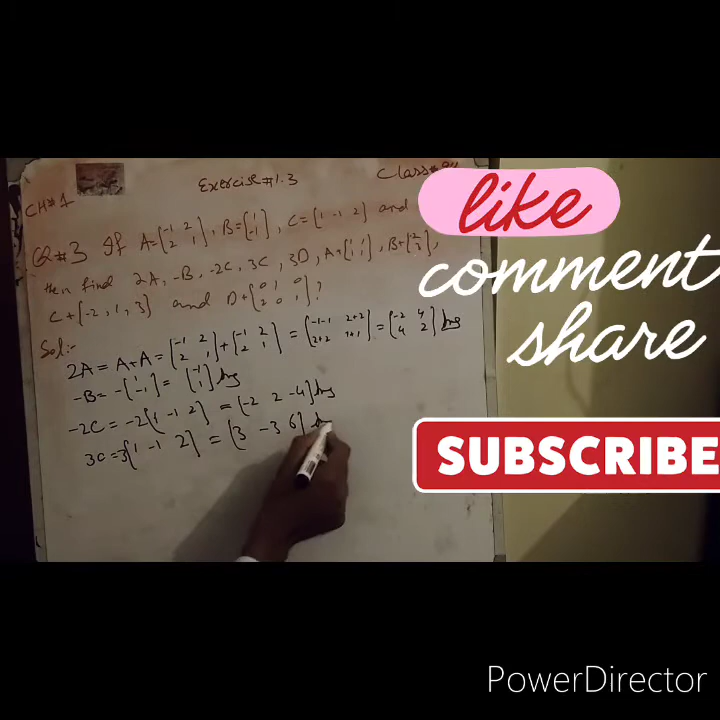 CH#1 Exercise#1.3 Class#
Q#3 If A=[-1 2 2 1], B=[1 -1], C=[1 -1 2] and
then find 2A, -B, -2C, 3C, 3D, A+[1 1 1 1], B+[-2 3],
C+[-2, 1, 3] and D+[0 1 0 2 0 1]?
Sol:-
2A = A+A = [-1 2 2 1]+[-1 2 2 1] = [-1-1 2+2 2+2 1+1] = [-2 4 4 2] Ans
-B = -[1 -1] = [-1 1] Ans
-2C = -2[1 -1 2] = [-2 2 -4] Ans
3C = 3[1 -1 2] = [3 -3 6]
like
comment
share
SUBSCRIBE
PowerDirector